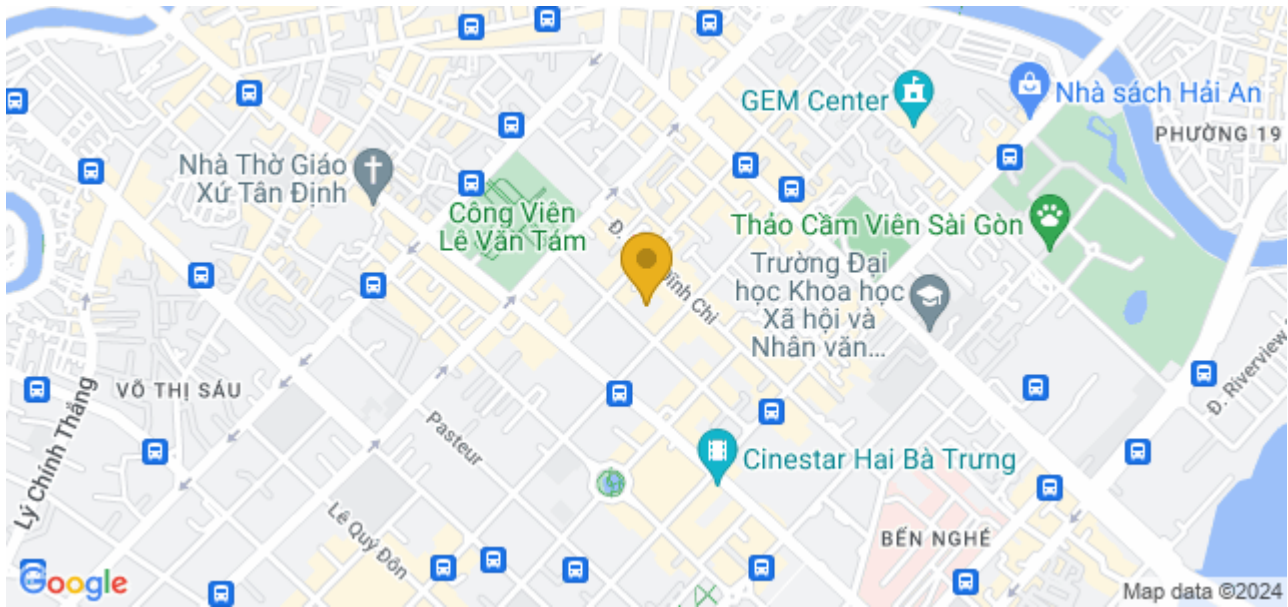 GEM Center
Nhà sách Hải An
PHƯỜNG 19
Nhà Thờ Giáo
Xứ Tân Định
Công Viên
Lê Văn Tám
Thảo Cầm Viên Sài Gòn
Đ.
Đĩnh Chi
Trường Đại
học Khoa học
Xã hội và
Nhân văn...
VÕ THỊ SÁU
Lý Chính Thắng
Pasteur
Đ. Riverview
Cinestar Hai Bà Trưng
Lê Quý Đôn
BẾN NGHÉ
Google
Map data ©2024